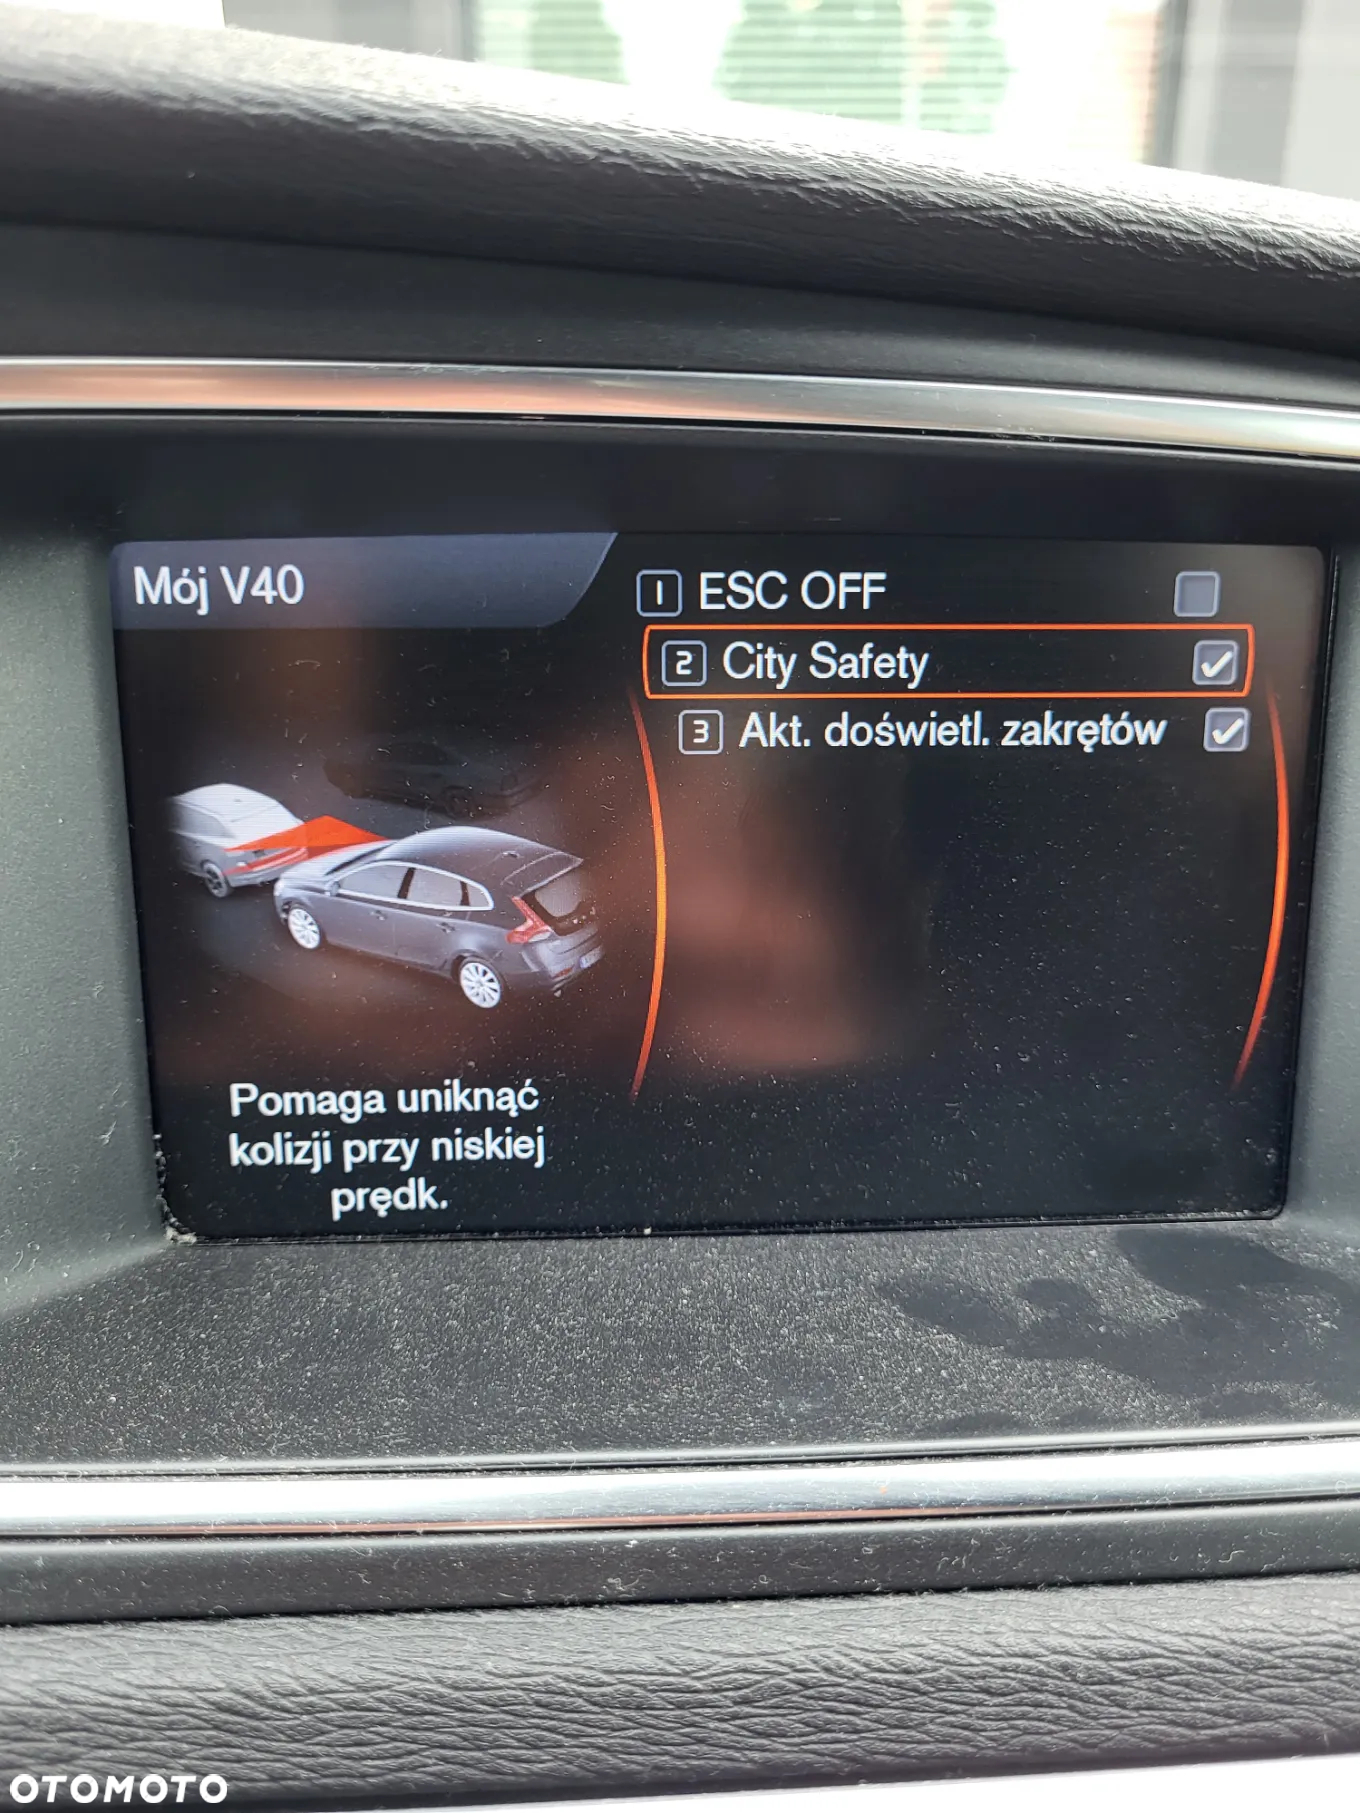 Mój V40
1 ESC OFF
2 City Safety
3 Akt. doświetl. zakrętów
Pomaga uniknąć
kolizji przy niskiej
prędk.
OTOMOTO